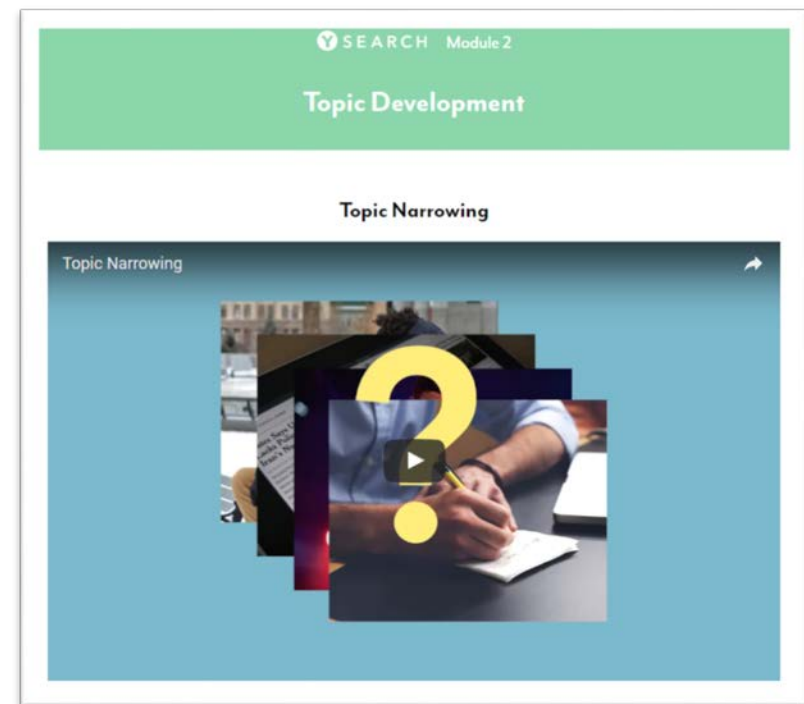 Y SEARCH Module 2
Topic Development
Topic Narrowing
Topic Narrowing
?